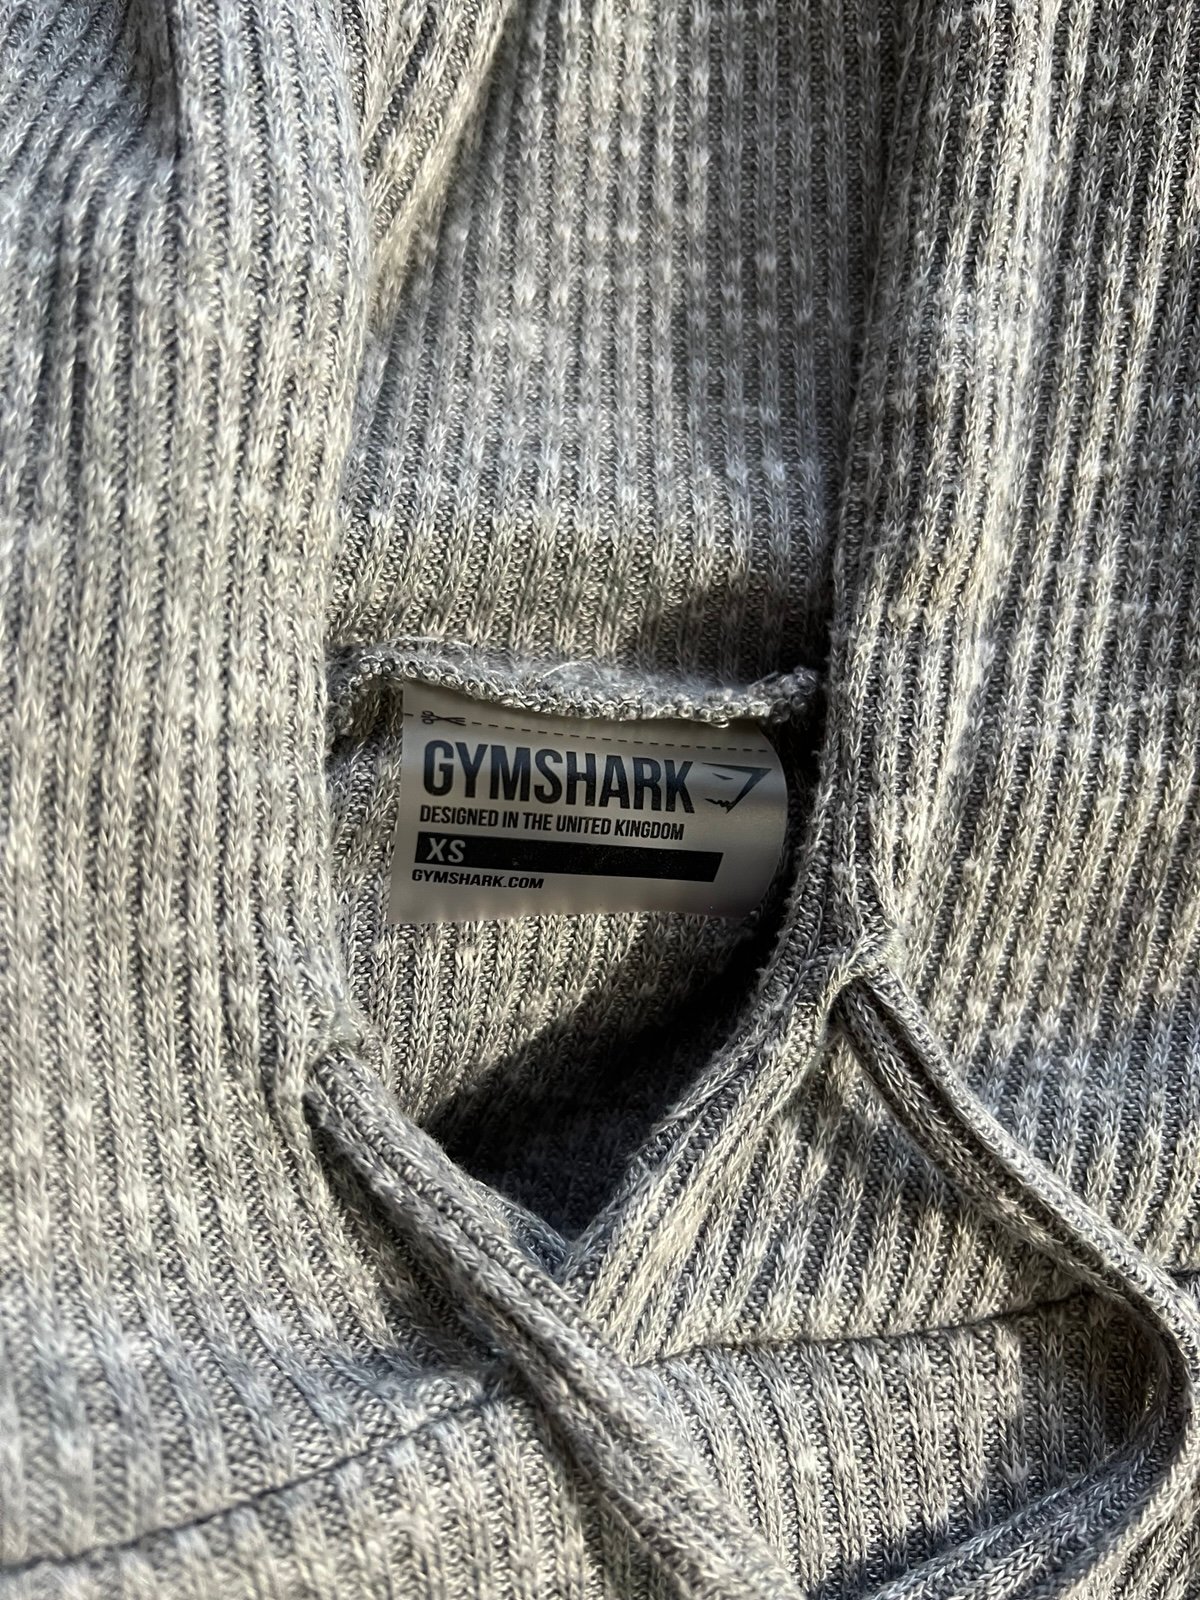 GYMSHARK
DESIGNED IN THE UNITED KINGDOM
XS
GYMSHARK.COM